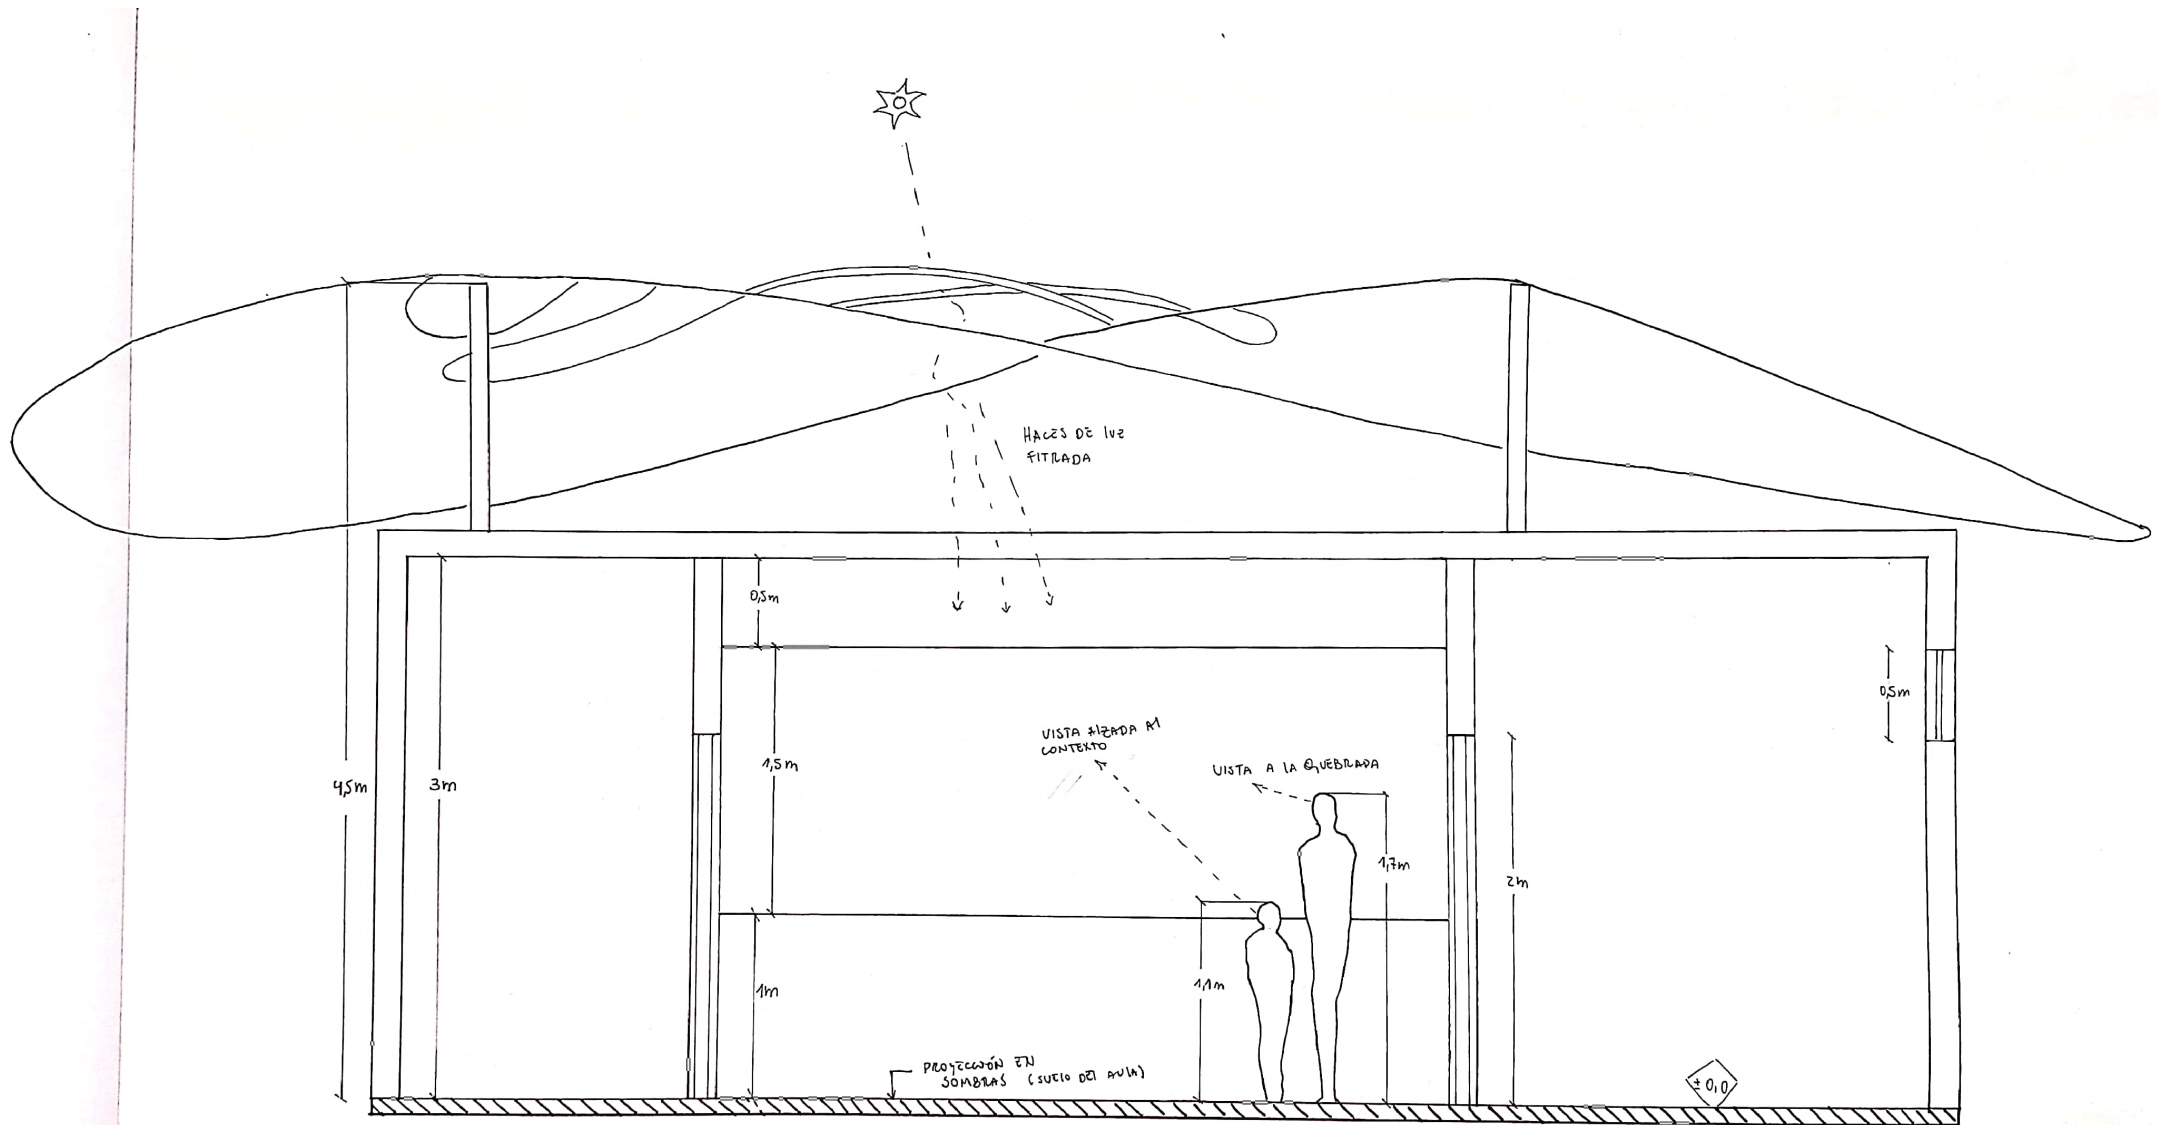 HACES DE LUZ
FITRADA
0,5m
0,5m
VISTA ALZADA AL
CONTEXTO
VISTA A LA QUEBRADA
4,5m
3m
1,5m
1,7m
2m
1m
1,1m
PROYECCIÓN EN
SOMBRAS (SUELO DEL AULA)
±0,0